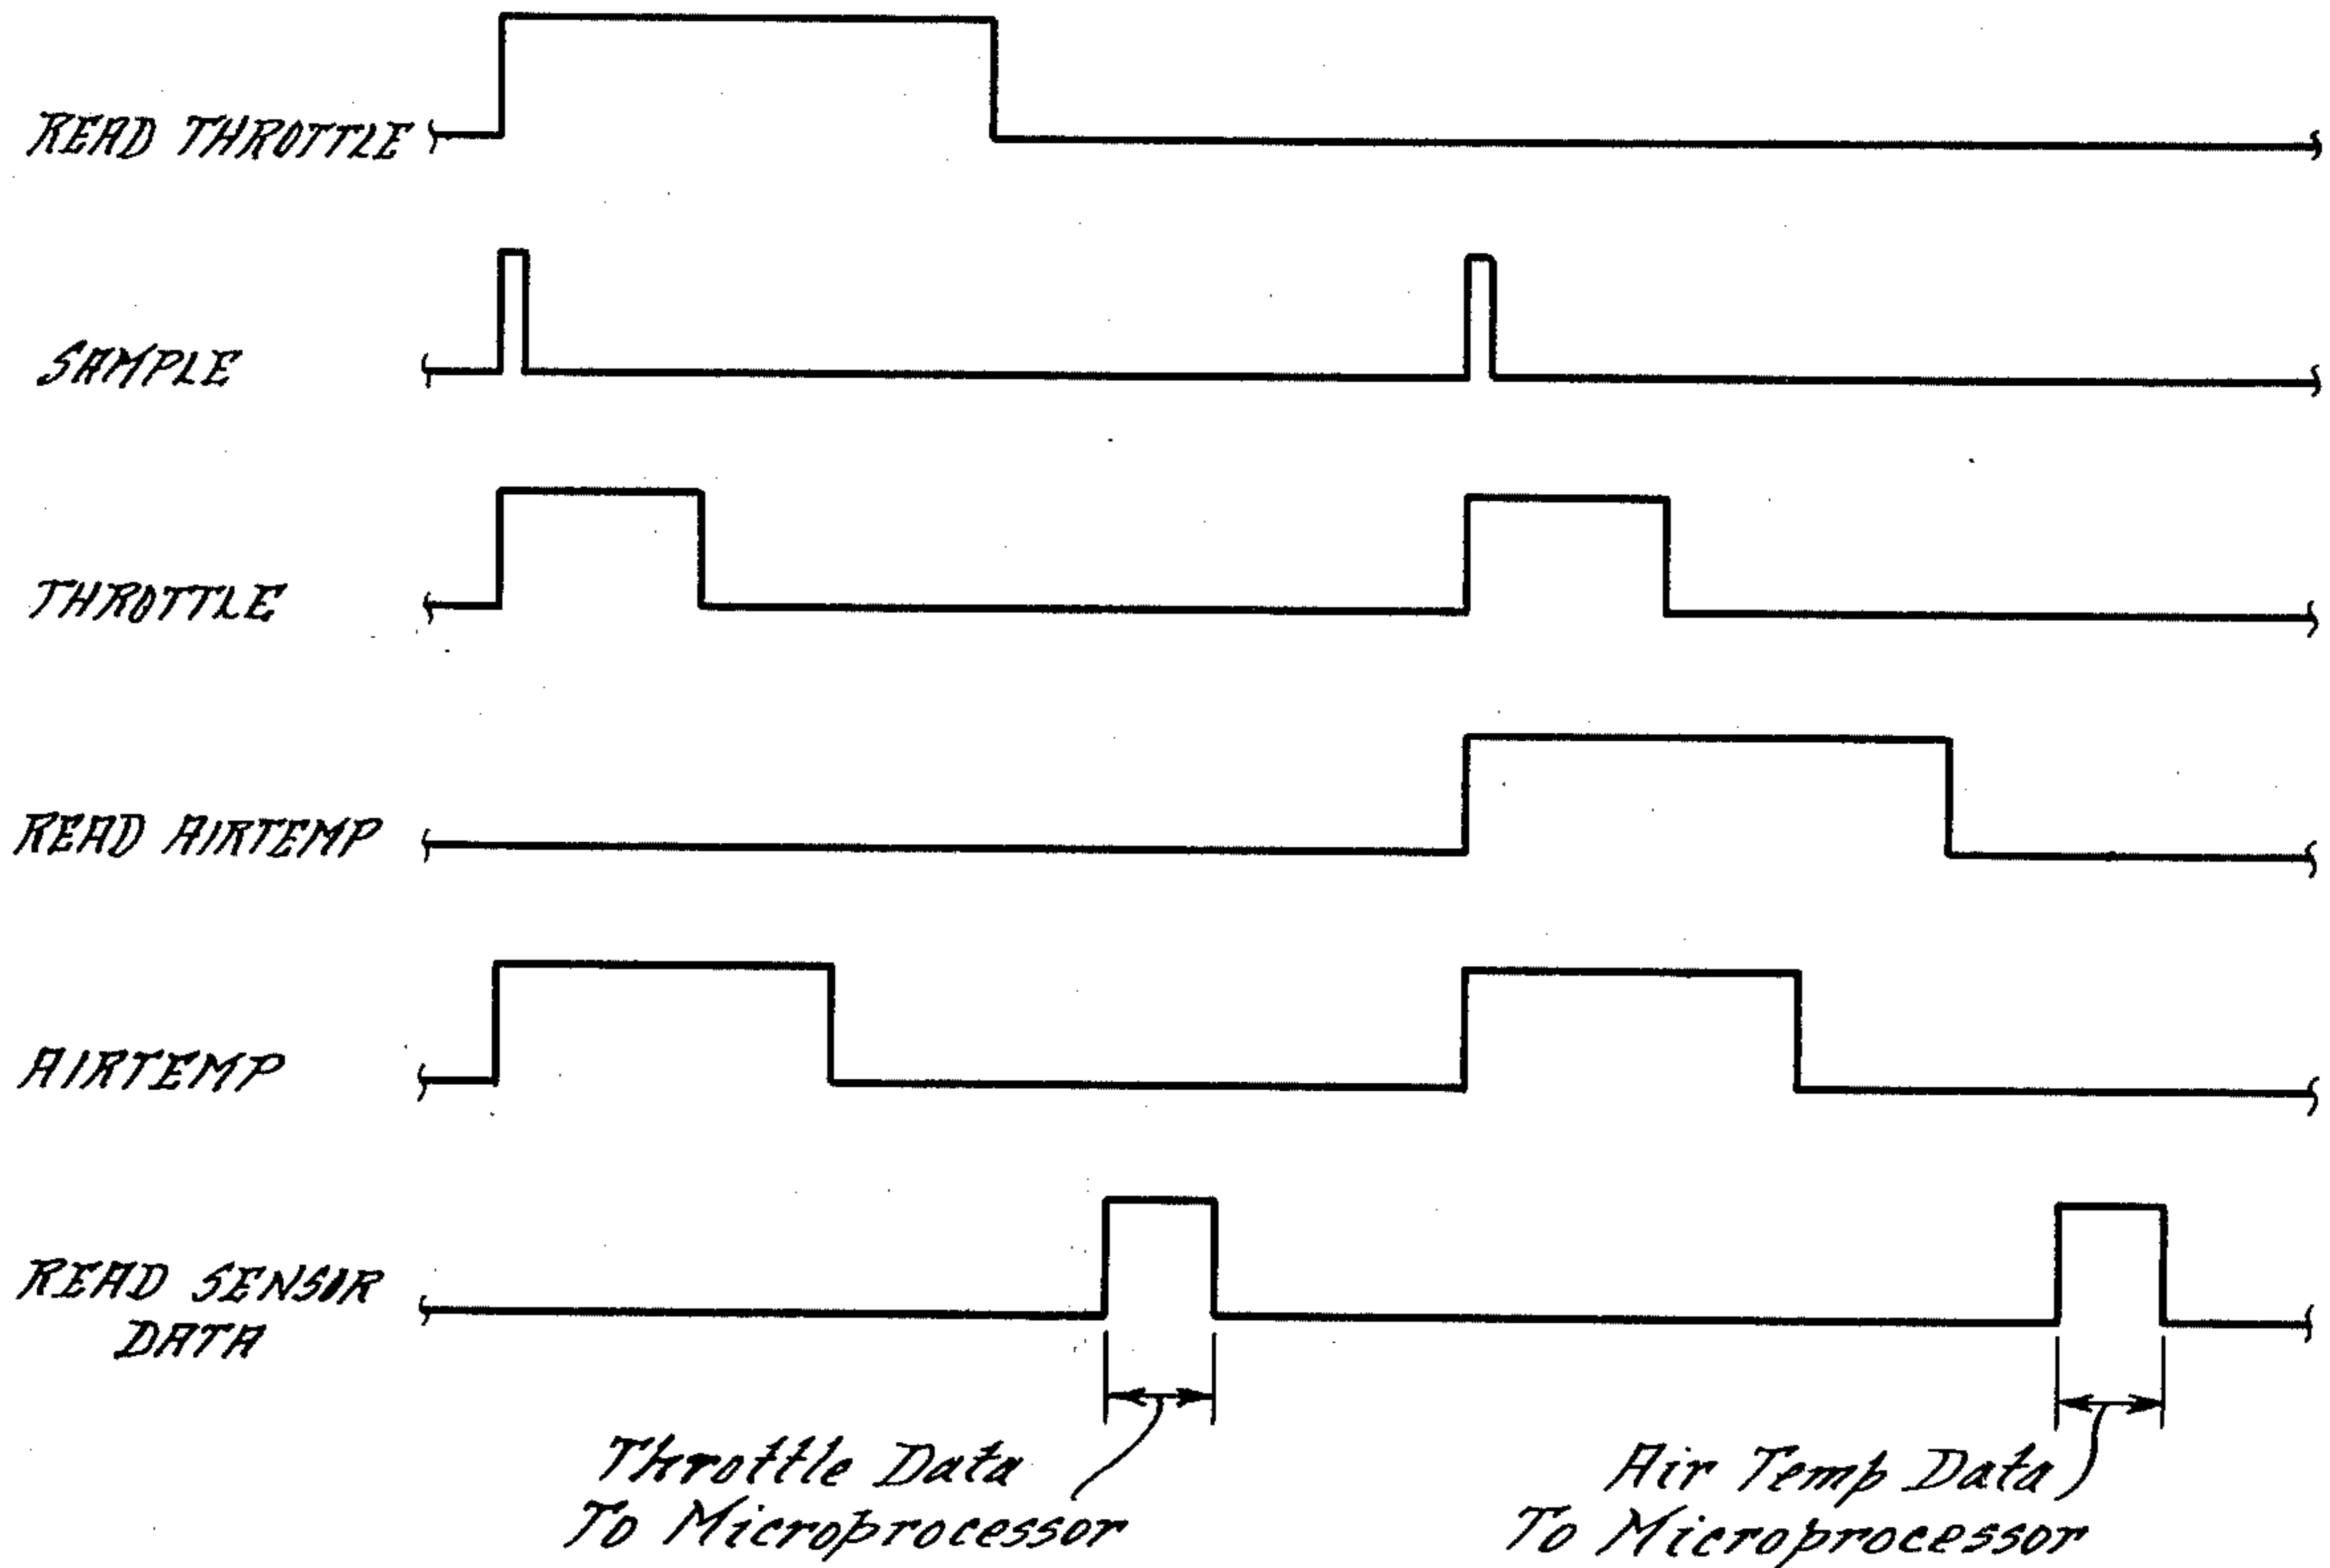 READ THROTTLE
SAMPLE
THROTTLE
READ AIRTEMP
AIRTEMP
READ SENSOR
DATA
Throttle Data
To Microprocessor
Air Temp Data
To Microprocessor